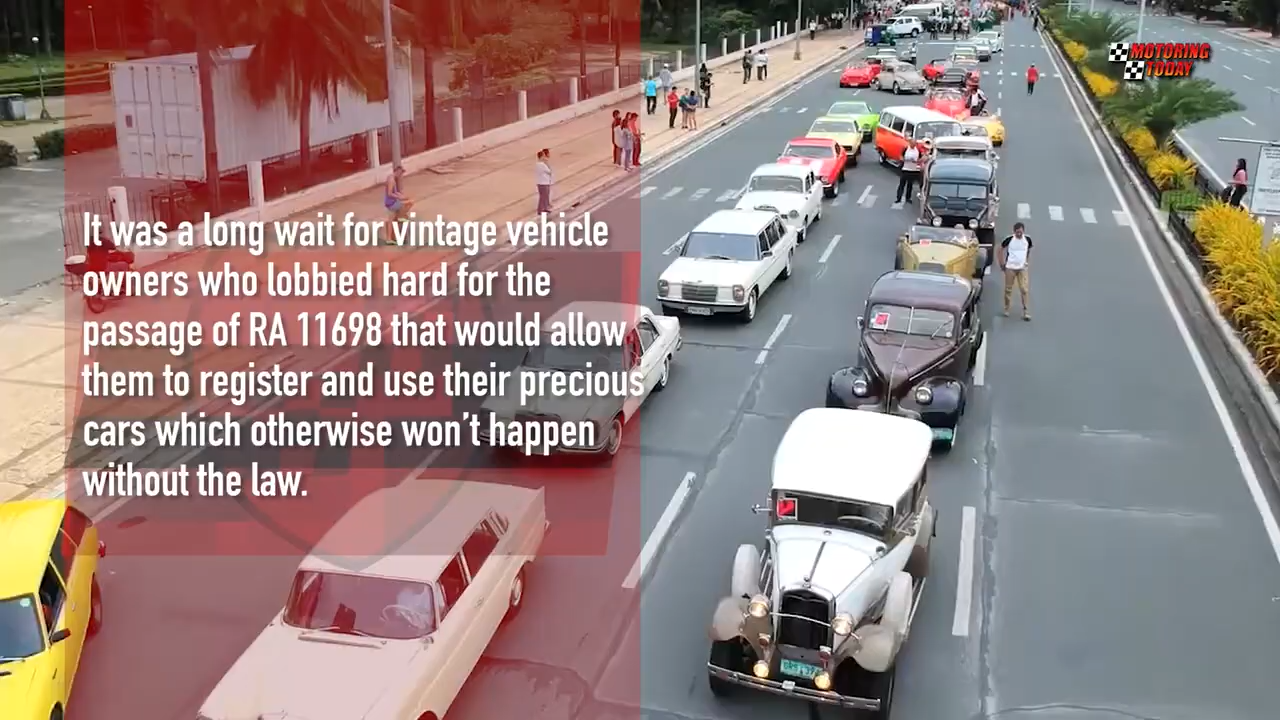 MOTORING
TODAY
It was a long wait for vintage vehicle
owners who lobbied hard for the
passage of RA 11698 that would allow
them to register and use their precious
cars which otherwise won't happen
without the law.